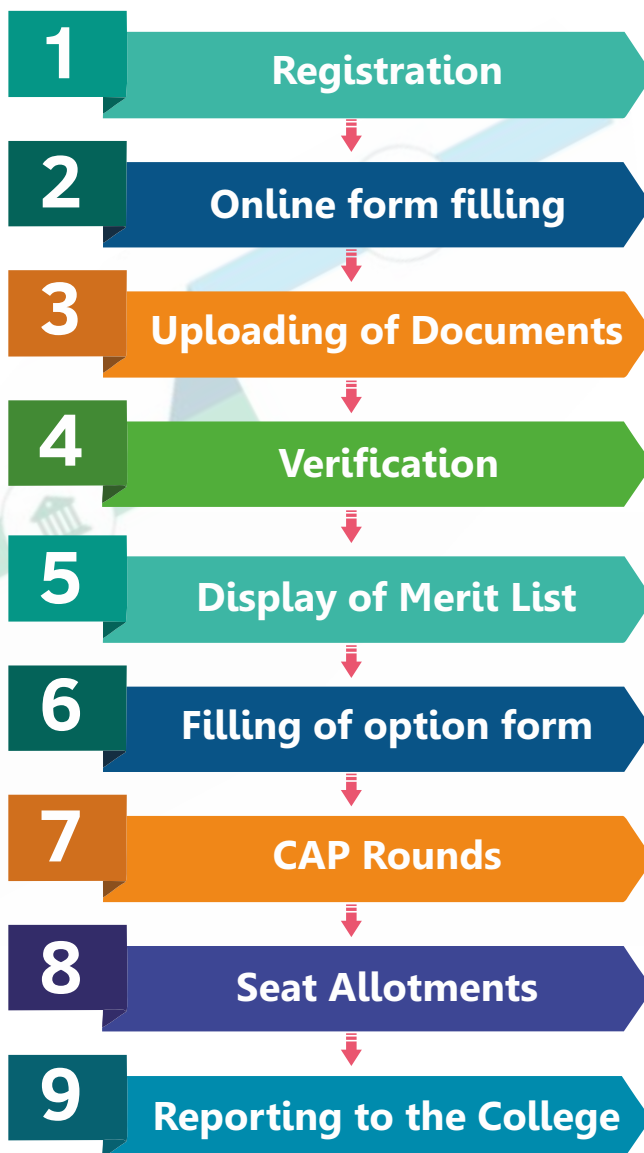 1
Registration
2
Online form filling
3
Uploading of Documents
4
Verification
5
Display of Merit List
6
Filling of option form
7
CAP Rounds
8
Seat Allotments
9
Reporting to the College